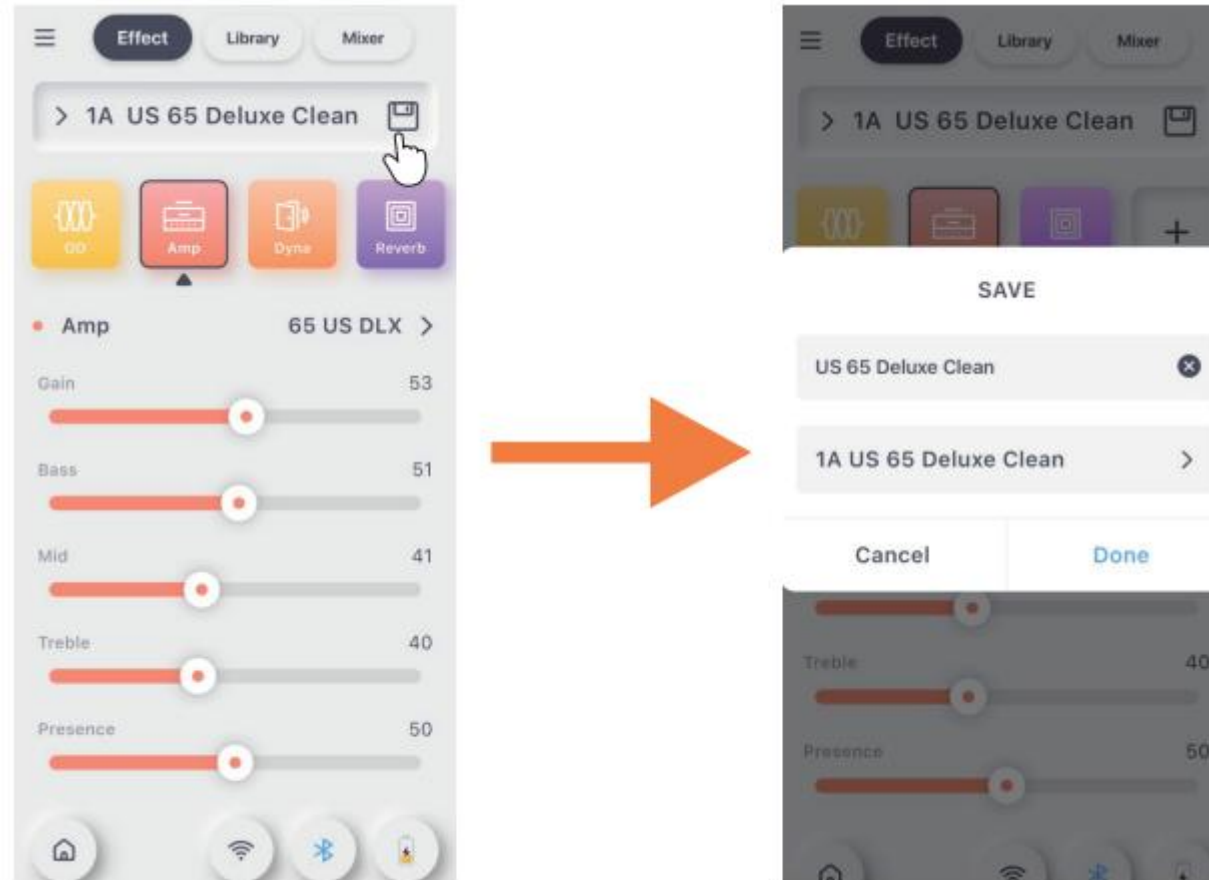 Effect Library Mixer
> 1A US 65 Deluxe Clean
OD Amp Dyna Reverb
Amp 65 US DLX >
Gain 53
Bass 51
Mid 41
Treble 40
Presence 50
Effect Library Mixer
> 1A US 65 Deluxe Clean
SAVE
US 65 Deluxe Clean
1A US 65 Deluxe Clean >
Cancel Done
Treble 40
Presence 50